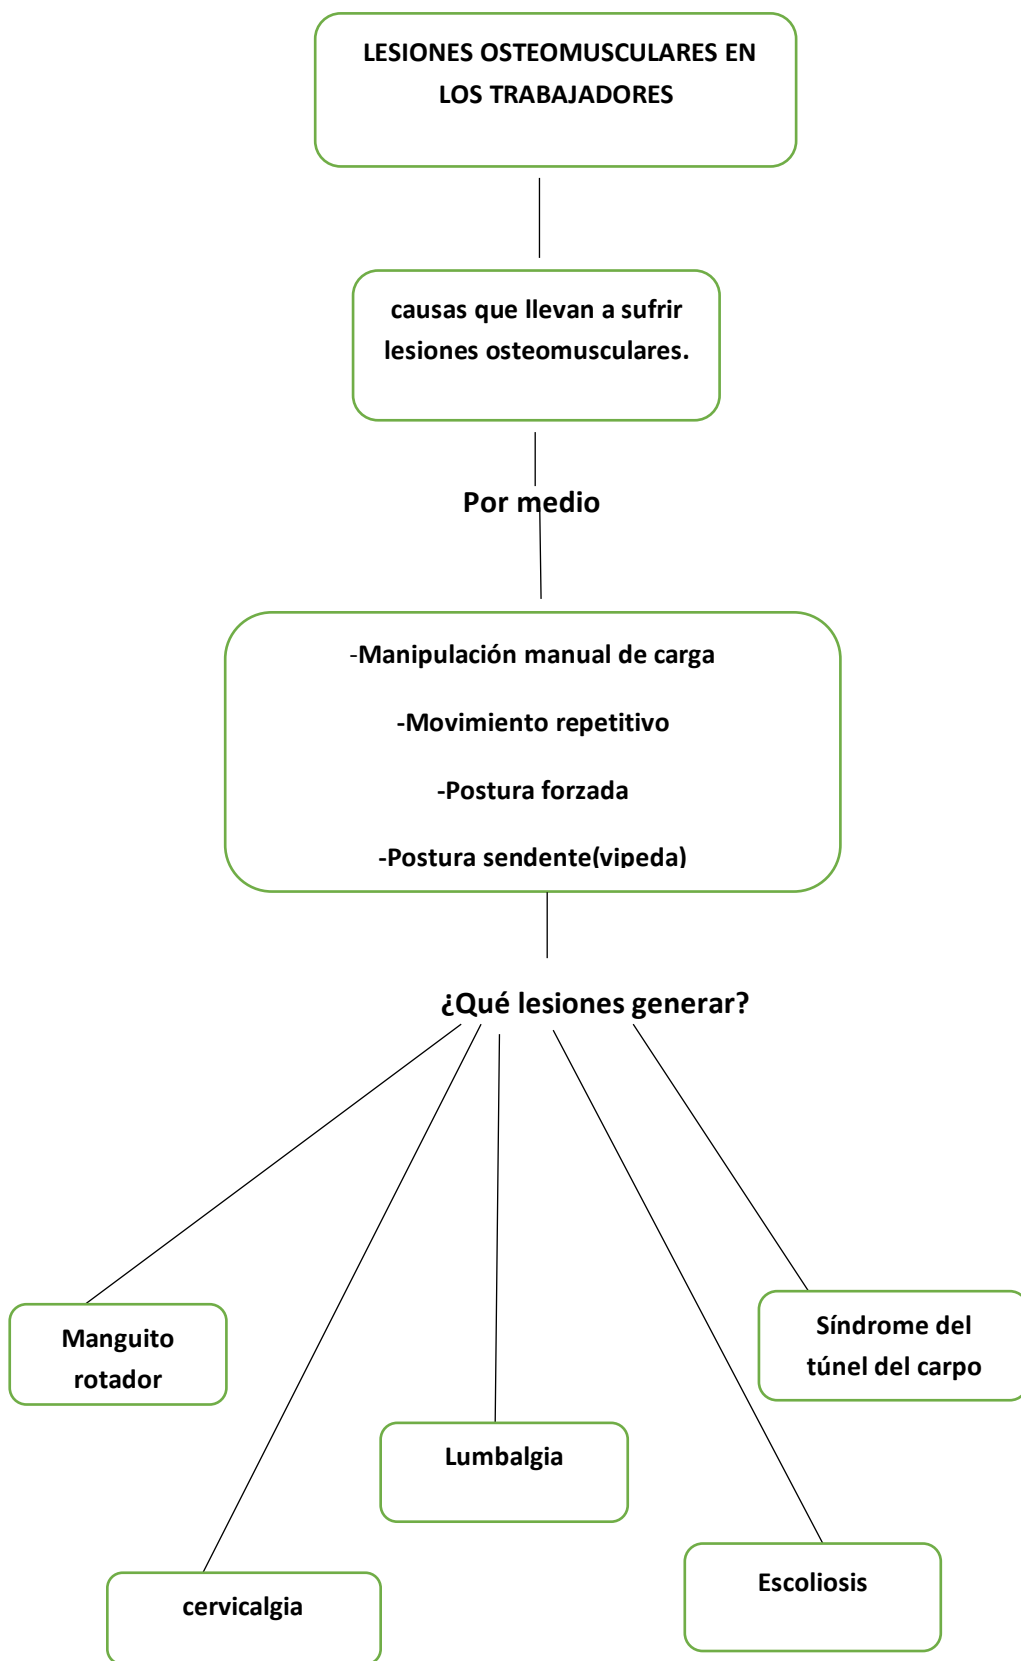 LESIONES OSTEOMUSCULARES EN
LOS TRABAJADORES
causas que llevan a sufrir
lesiones osteomusculares.
Por medio
-Manipulación manual de carga
-Movimiento repetitivo
-Postura forzada
-Postura sendente(vipeda)
¿Qué lesiones generar?
Manguito
rotador
Síndrome del
túnel del carpo
Lumbalgia
Escoliosis
cervicalgia